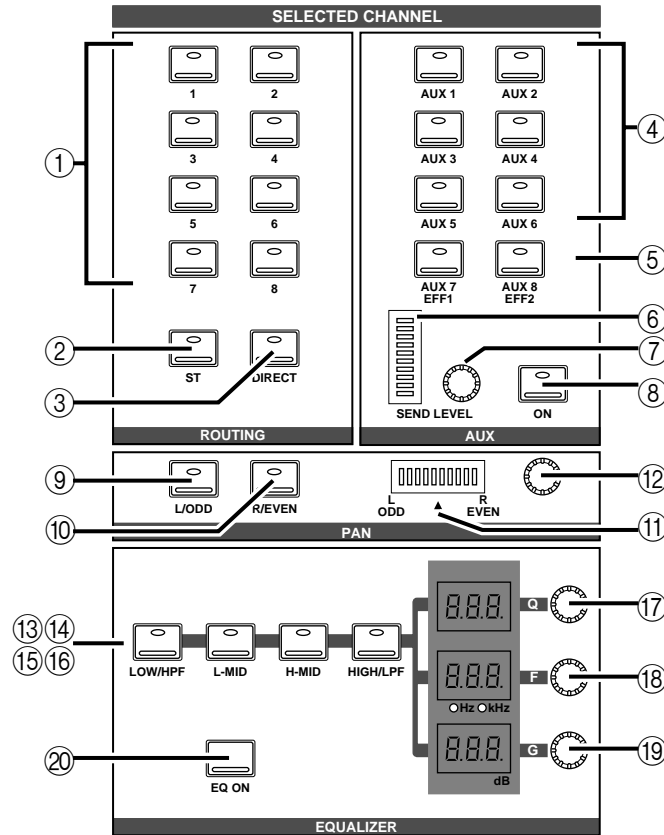 SELECTED CHANNEL
1 2
3 4
5 6
7 8
ST DIRECT
ROUTING
AUX 1 AUX 2
AUX 3 AUX 4
AUX 5 AUX 6
AUX 7 AUX 8
EFF1 EFF2
SEND LEVEL ON
AUX
① ② ③ ④ ⑤ ⑥ ⑦ ⑧
L/ODD R/EVEN
L R
ODD ▲ EVEN
PAN
⑨ ⑩ ⑪ ⑫
⑬ ⑭
⑮ ⑯
LOW/HPF L-MID H-MID HIGH/LPF
8.8.8. Q ⑰
8.8.8. F ⑱
Hz kHz
8.8.8. G ⑲
dB
⑳
EQ ON
EQUALIZER